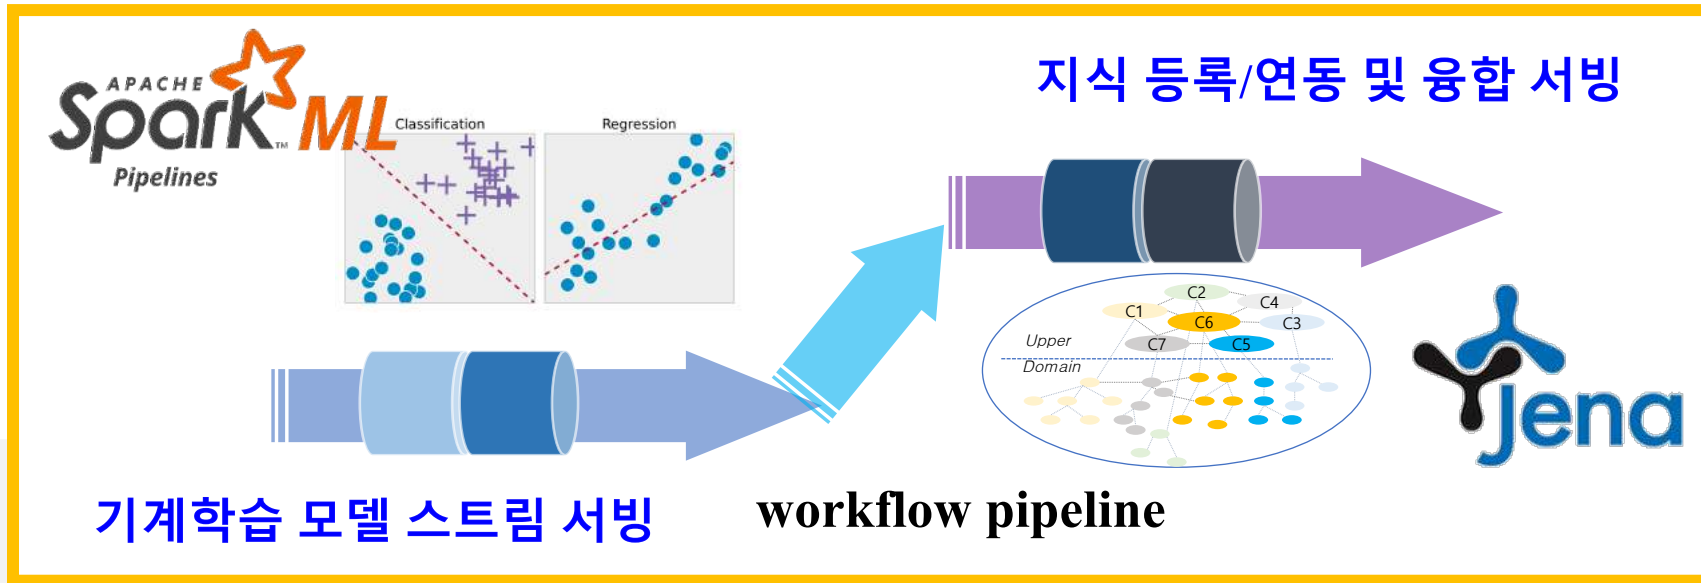 APACHE
Spark™ ML
Pipelines
Classification
Regression
지식 등록/연동 및 융합 서빙
C2
C4
C1
C6
C3
Upper
C7
C5
Domain
Jena
기계학습 모델 스트림 서빙
workflow pipeline